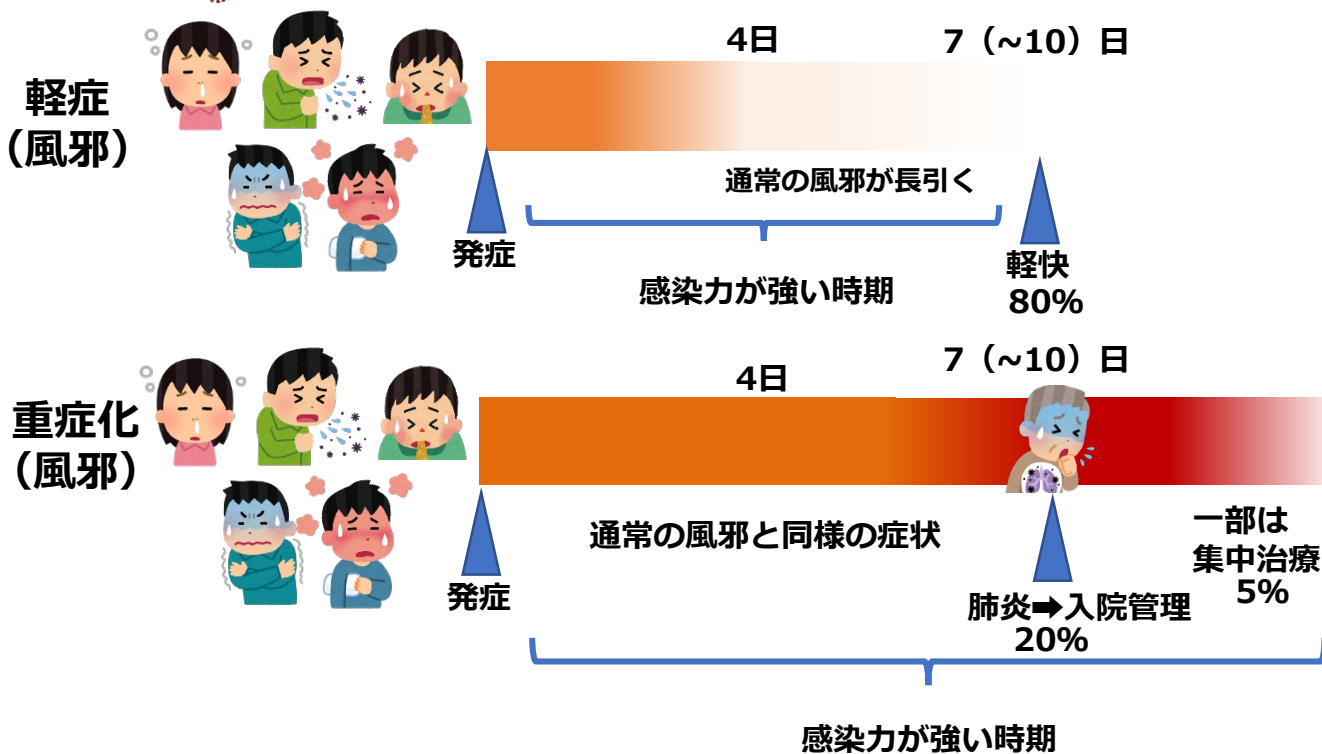 4日
7（~10）日
軽症
（風邪）
通常の風邪が長引く
発症
感染力が強い時期
軽快
80%
4日
7（~10）日
重症化
（風邪）
通常の風邪と同様の症状
発症
一部は
集中治療
5%
肺炎➡入院管理
20%
感染力が強い時期